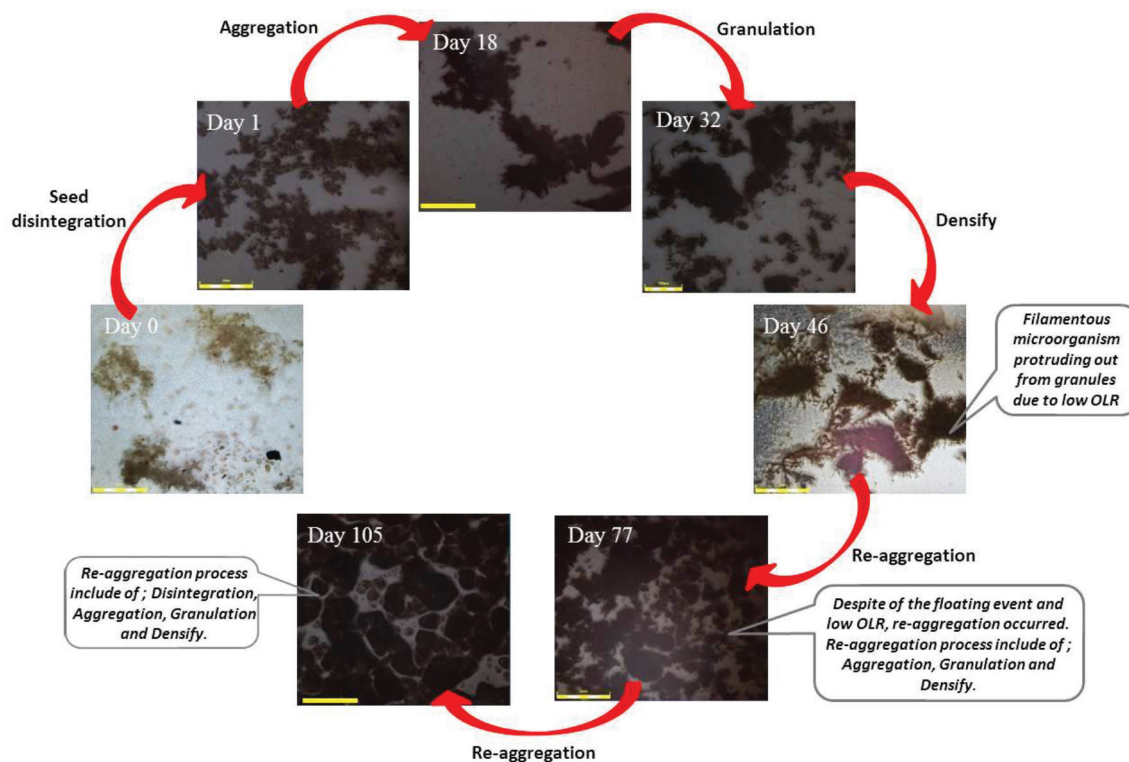 Aggregation
Day 18
Granulation
Day 1
Day 32
Seed
disintegration
Densify
Day 0
Day 46
Filamentous
microorganism
protruding out
from granules
due to low OLR
Day 105
Day 77
Re-aggregation
Re-aggregation process
include of ; Disintegration,
Aggregation, Granulation
and Densify.
Despite of the floating event and
low OLR, re-aggregation occurred.
Re-aggregation process include of ;
Aggregation, Granulation and
Densify.
Re-aggregation